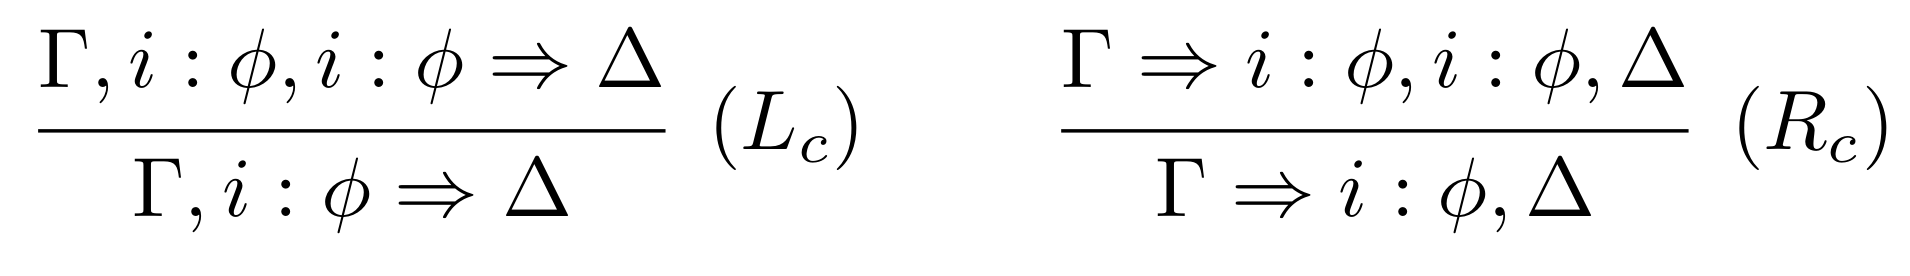 Γ, i : ϕ, i : ϕ ⇒ Δ
(L_c)
Γ, i : ϕ ⇒ Δ
Γ ⇒ i : ϕ, i : ϕ, Δ
(R_c)
Γ ⇒ i : ϕ, Δ